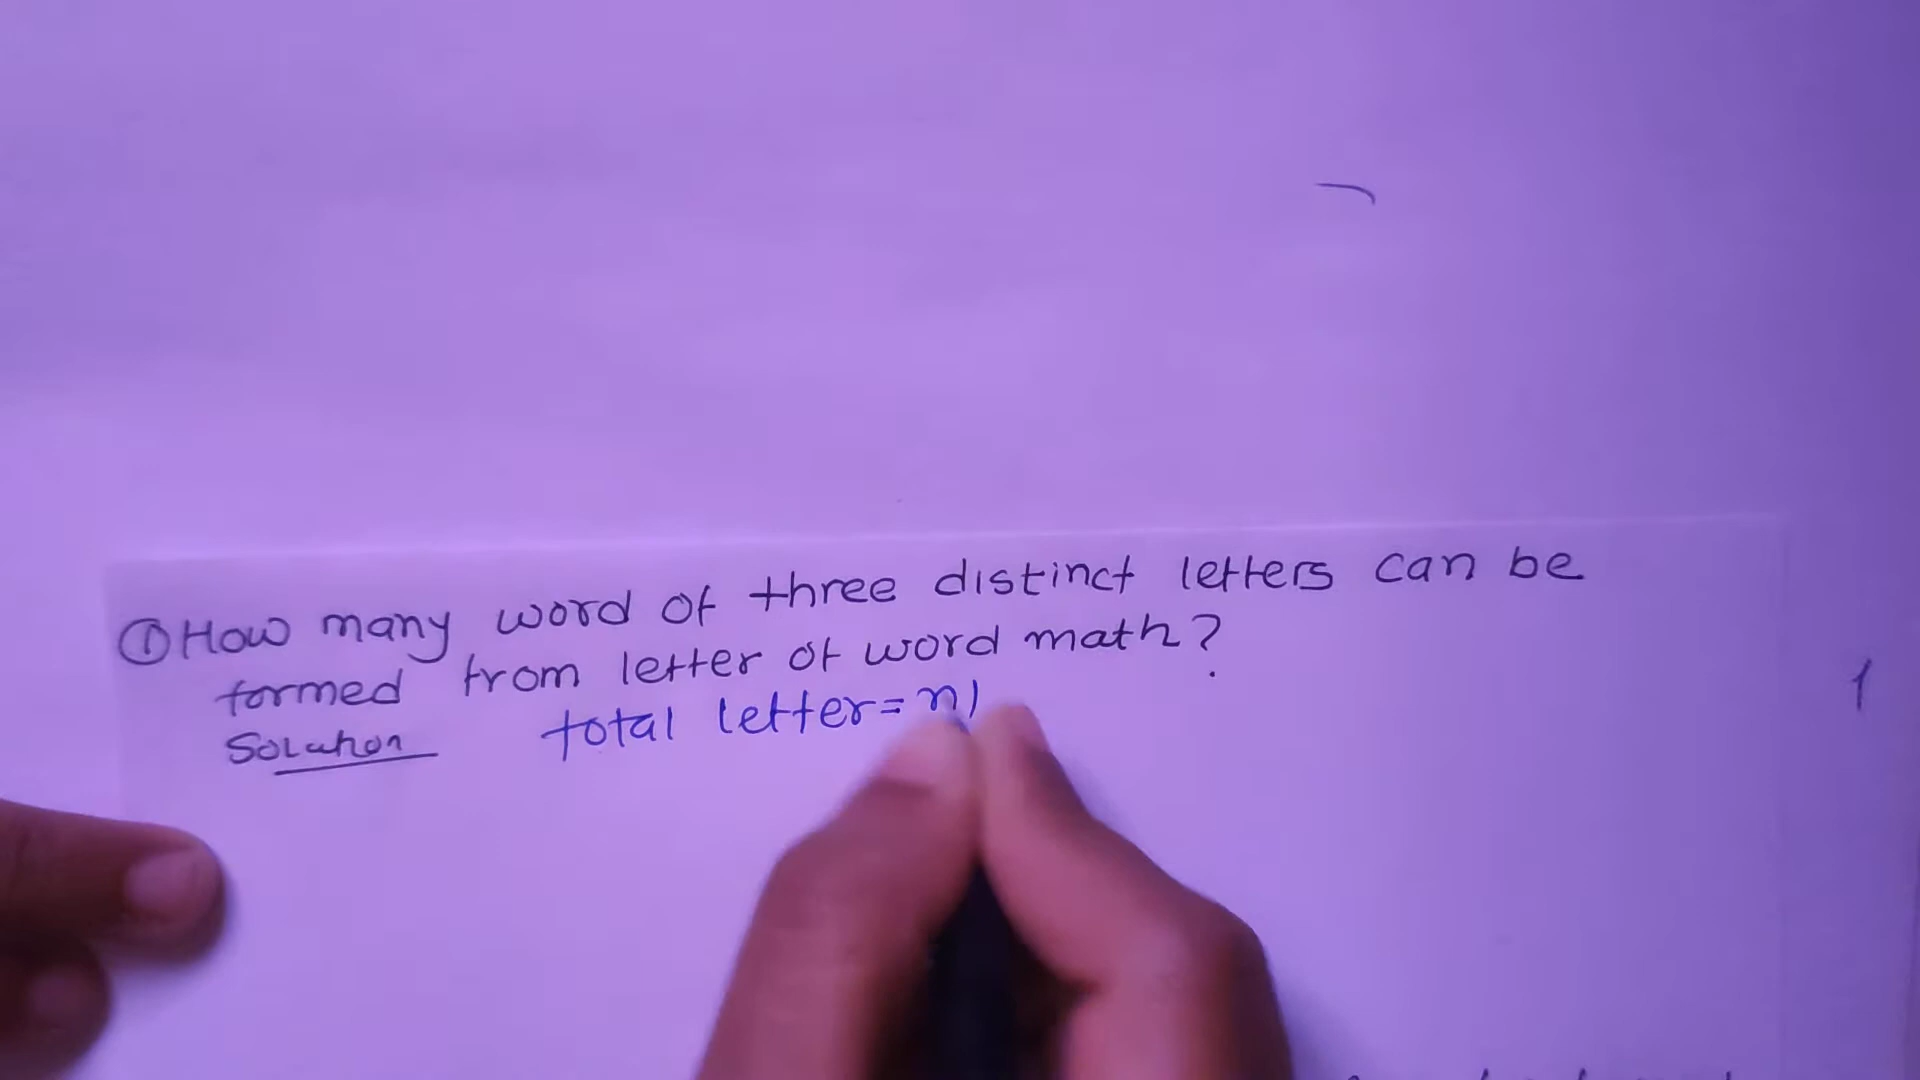 ① How many word of three distinct letters can be
formed from letter of word math?
Solution total letter = n